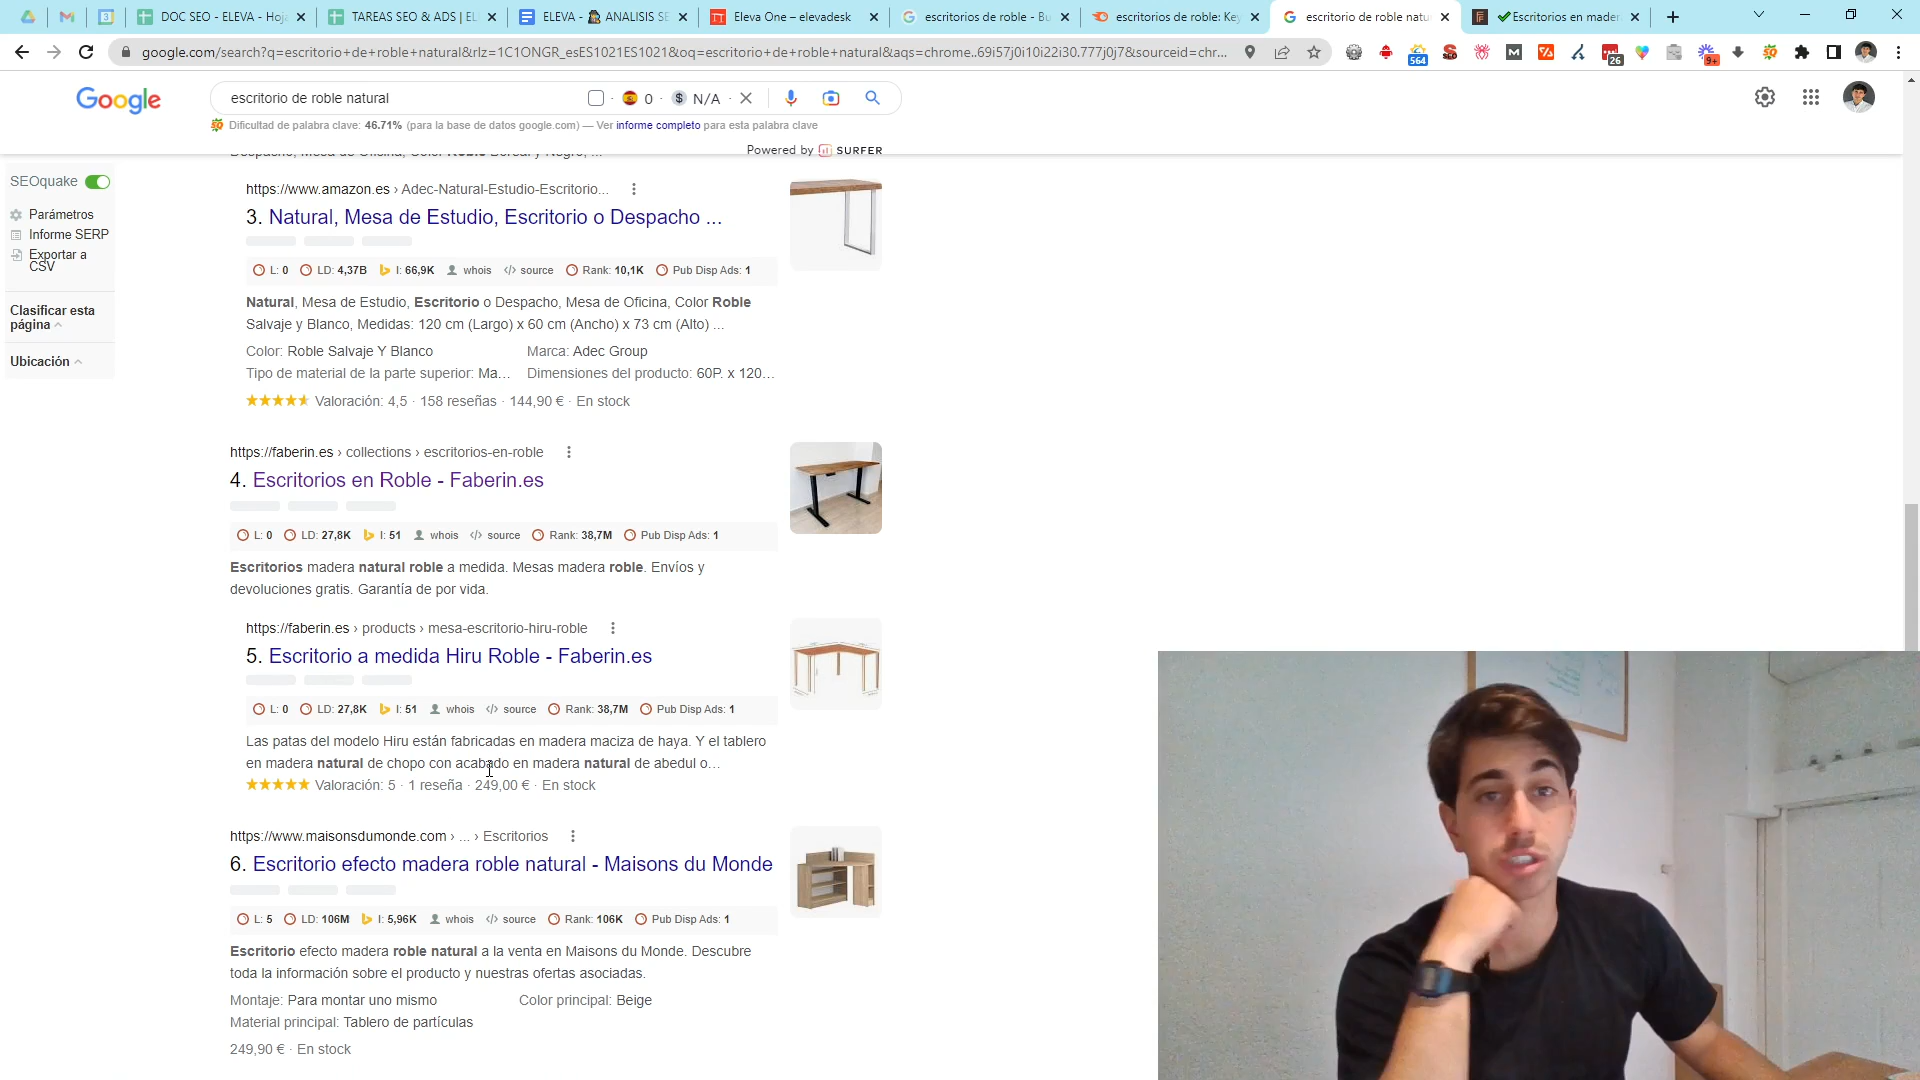 DOC SEO - ELEVA - Hoja
TAREAS SEO & ADS | EL
ELEVA - ANALISIS SE
Eleva One – elevadesk
escritorios de roble - Bu
escritorios de roble: Key
escritorio de roble natu
Escritorios en mader
google.com/search?q=escritorio+de+roble+natural&rlz=1C1ONGR_esES1021ES1021&oq=escritorio+de+roble+natural&aqs=chrome..69i57j0i10i22i30.777j0j7&sourceid=chr...
564
26
9+
Google
escritorio de roble natural
0 · $ N/A ·
Dificultad de palabra clave: 46.71% (para la base de datos google.com) — Ver informe completo para esta palabra clave
Powered by SURFER
Despacho, Mesa de Oficina, Color Roble Boreal y Negro, ...
SEOquake
Parámetros
Informe SERP
Exportar a
CSV
Clasificar esta
página
Ubicación
https://www.amazon.es › Adec-Natural-Estudio-Escritorio...
3. Natural, Mesa de Estudio, Escritorio o Despacho ...
L: 0 LD: 4,37B I: 66,9K whois source Rank: 10,1K Pub Disp Ads: 1
Natural, Mesa de Estudio, Escritorio o Despacho, Mesa de Oficina, Color Roble
Salvaje y Blanco, Medidas: 120 cm (Largo) x 60 cm (Ancho) x 73 cm (Alto) ...
Color: Roble Salvaje Y Blanco Marca: Adec Group
Tipo de material de la parte superior: Ma... Dimensiones del producto: 60P. x 120...
Valoración: 4,5 · 158 reseñas · 144,90 € · En stock
https://faberin.es › collections › escritorios-en-roble
4. Escritorios en Roble - Faberin.es
L: 0 LD: 27,8K I: 51 whois source Rank: 38,7M Pub Disp Ads: 1
Escritorios madera natural roble a medida. Mesas madera roble. Envíos y
devoluciones gratis. Garantía de por vida.
https://faberin.es › products › mesa-escritorio-hiru-roble
5. Escritorio a medida Hiru Roble - Faberin.es
L: 0 LD: 27,8K I: 51 whois source Rank: 38,7M Pub Disp Ads: 1
Las patas del modelo Hiru están fabricadas en madera maciza de haya. Y el tablero
en madera natural de chopo con acabado en madera natural de abedul o...
Valoración: 5 · 1 reseña · 249,00 € · En stock
https://www.maisonsdumonde.com › ... › Escritorios
6. Escritorio efecto madera roble natural - Maisons du Monde
L: 5 LD: 106M I: 5,96K whois source Rank: 106K Pub Disp Ads: 1
Escritorio efecto madera roble natural a la venta en Maisons du Monde. Descubre
toda la información sobre el producto y nuestras ofertas asociadas.
Montaje: Para montar uno mismo Color principal: Beige
Material principal: Tablero de partículas
249,90 € · En stock